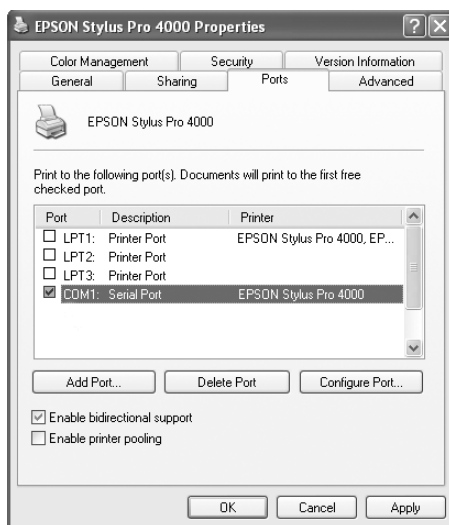 EPSON Stylus Pro 4000 Properties
Color Management Security Version Information
General Sharing Ports Advanced
EPSON Stylus Pro 4000
Print to the following port(s). Documents will print to the first free
checked port.
Port Description Printer
LPT1: Printer Port EPSON Stylus Pro 4000, EP...
LPT2: Printer Port
LPT3: Printer Port
COM1: Serial Port EPSON Stylus Pro 4000
Add Port... Delete Port Configure Port...
Enable bidirectional support
Enable printer pooling
OK Cancel Apply